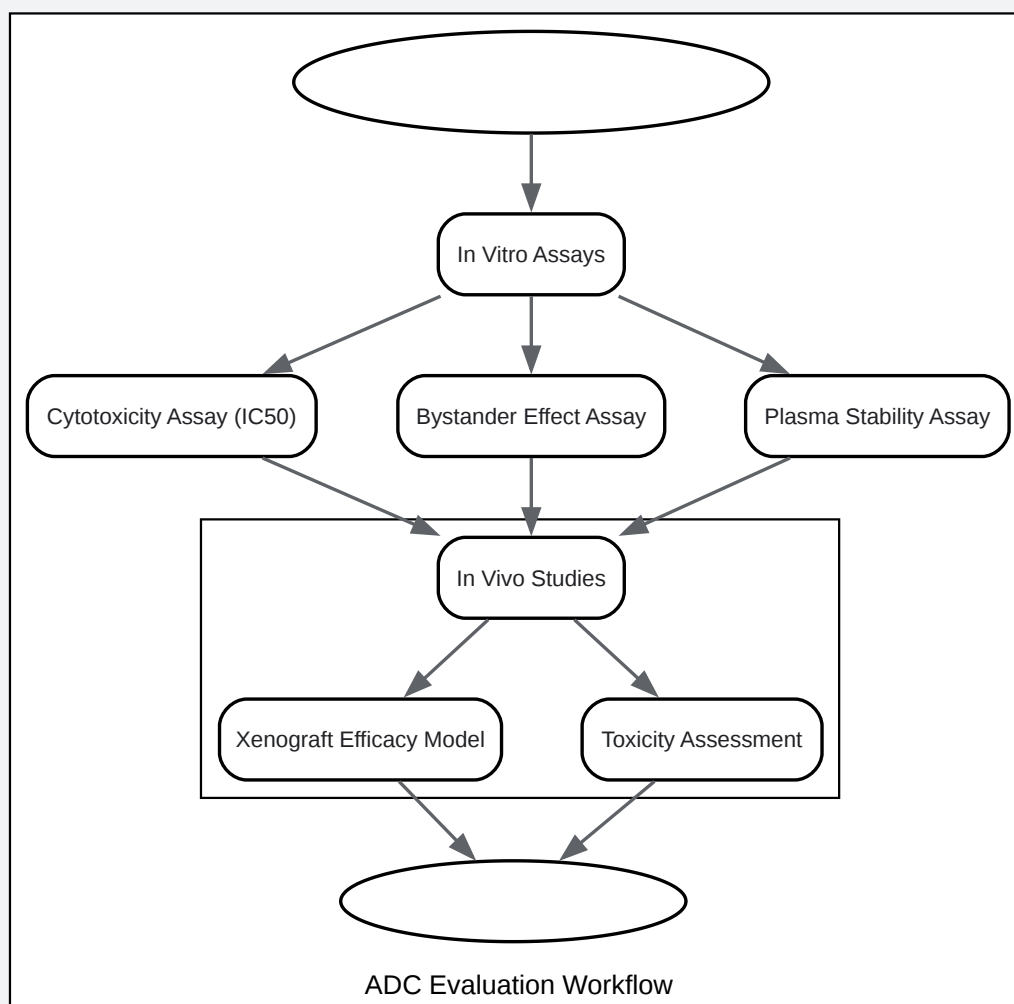 In Vitro Assays
Cytotoxicity Assay (IC50)
Bystander Effect Assay
Plasma Stability Assay
In Vivo Studies
Xenograft Efficacy Model
Toxicity Assessment
ADC Evaluation Workflow